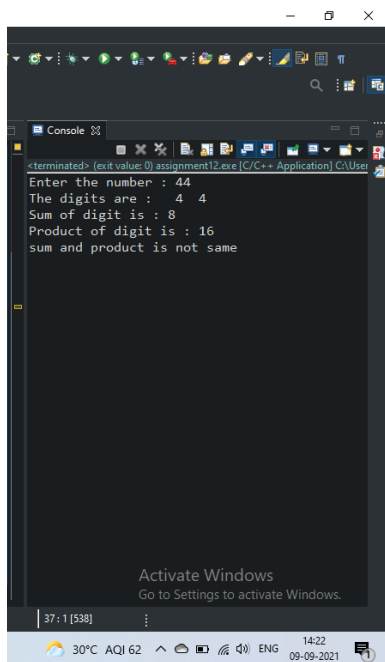 Console
<terminated> (exit value: 0) assignment12.exe [C/C++ Application] C:\User
Enter the number : 44
The digits are :   4  4
Sum of digit is : 8
Product of digit is : 16
sum and product is not same
Activate Windows
Go to Settings to activate Windows.
37 : 1 [538]
30°C AQI 62
ENG
14:22
09-09-2021
1